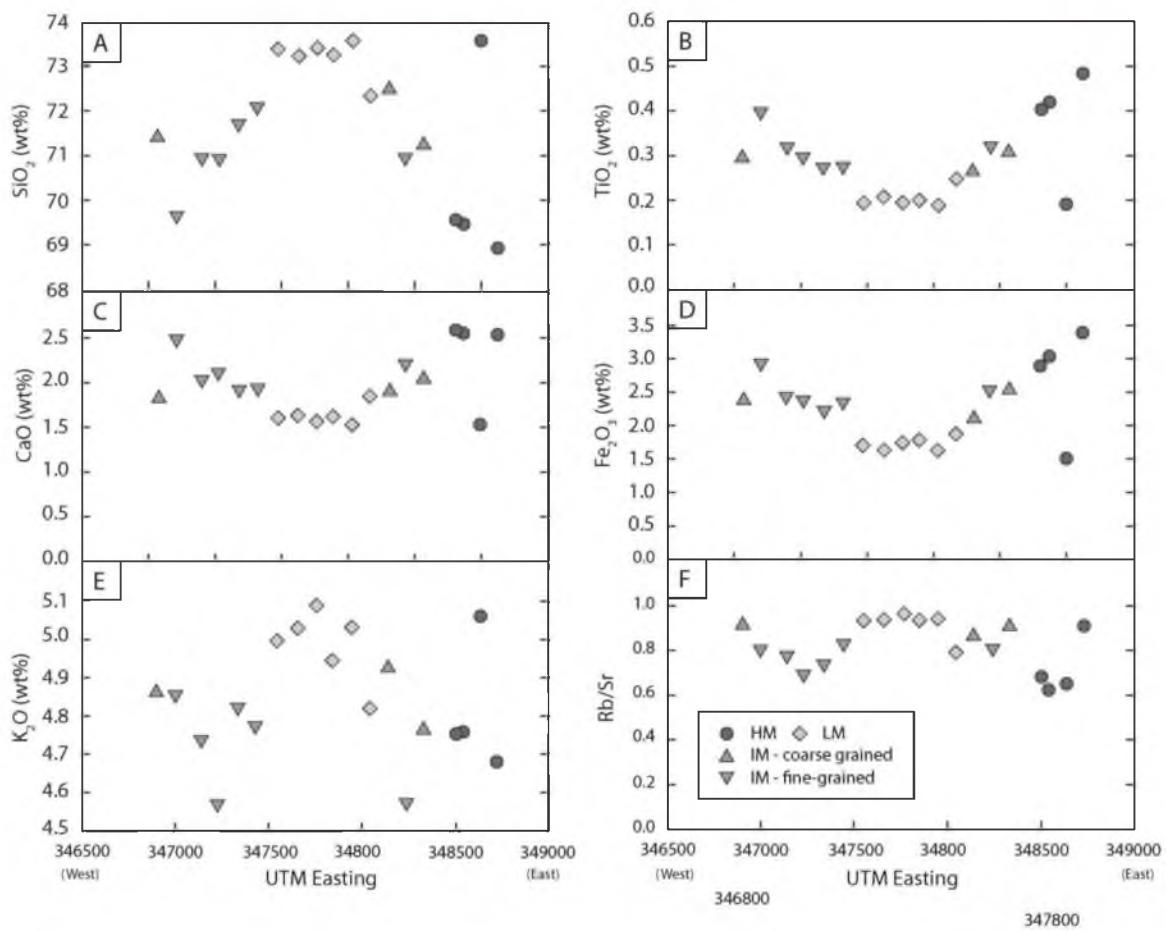 A
SiO2 (wt%)
74
73
72
71
70
69
68
B
TiO2 (wt%)
0.6
0.5
0.4
0.3
0.2
0.1
0.0
C
CaO (wt%)
2.5
2.0
1.5
1.0
0.5
0.0
D
Fe2O3 (wt%)
3.5
3.0
2.5
2.0
1.5
1.0
0.5
0.0
E
K2O (wt%)
5.1
5.0
4.9
4.8
4.7
4.6
4.5
346500 347000 347500 348000 348500 349000
(West) UTM Easting (East)
F
Rb/Sr
1.0
0.8
0.6
0.4
0.2
0.0
HM LM
IM - coarse grained
IM - fine-grained
346500 347000 347500 348000 348500 349000
(West) UTM Easting (East)
346800
347800